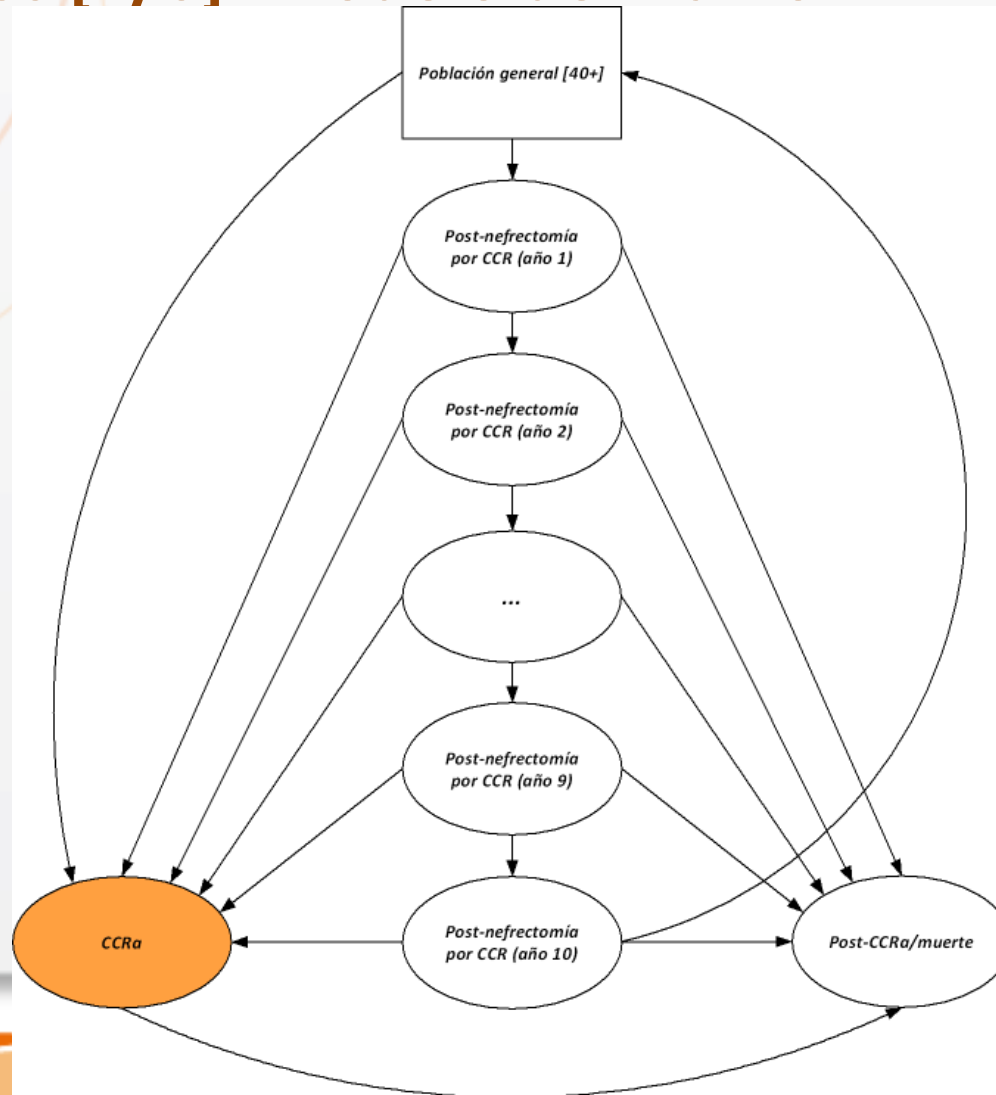 Población general [40+]
Post-nefrectomía
por CCR (año 1)
Post-nefrectomía
por CCR (año 2)
...
Post-nefrectomía
por CCR (año 9)
Post-nefrectomía
por CCR (año 10)
CCRa
Post-CCRa/muerte